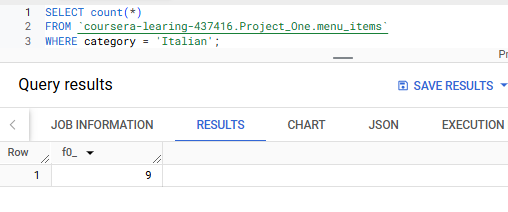 1 SELECT count(*)
2 FROM `coursera-learing-437416.Project_One.menu_items`
3 WHERE category = 'Italian';
Query results
SAVE RESULTS
JOB INFORMATION RESULTS CHART JSON EXECUTION
Row f0_
1 9